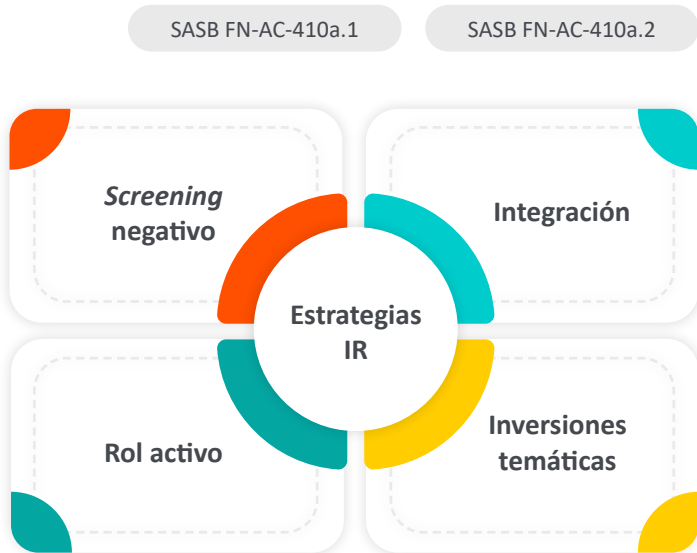 SASB FN-AC-410a.1
SASB FN-AC-410a.2
Screening
negativo
Integración
Estrategias
IR
Rol activo
Inversiones
temáticas